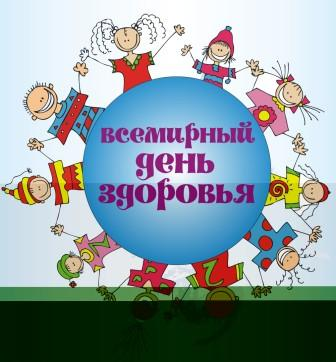 всемирный
день
здоровья